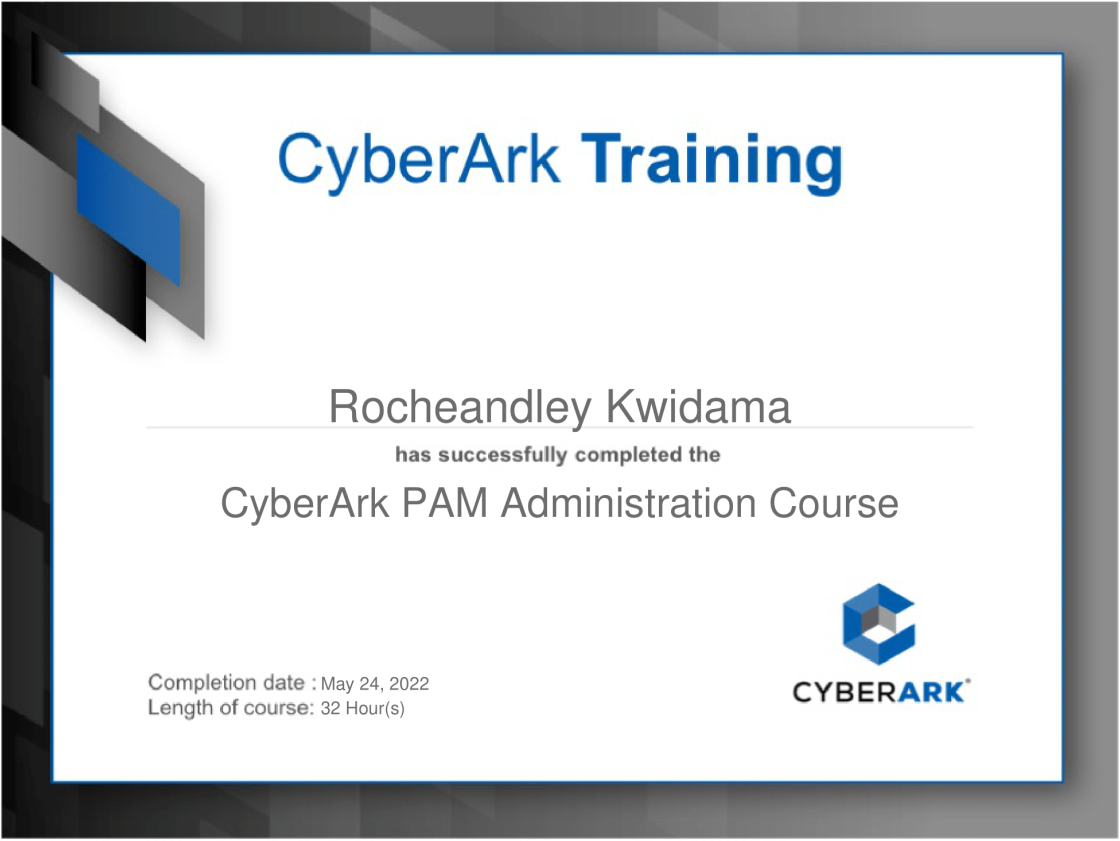 CyberArk Training
Rocheandley Kwidama
has successfully completed the
CyberArk PAM Administration Course
Completion date : May 24, 2022
Length of course: 32 Hour(s)
CYBERARK®